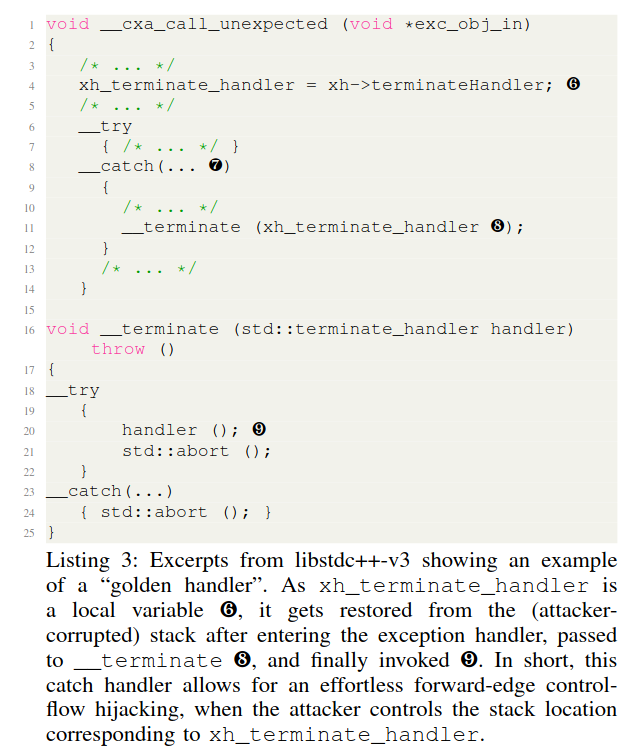 1 void __cxa_call_unexpected (void *exc_obj_in)
2 {
3 /* ... */
4 xh_terminate_handler = xh->terminateHandler; ❻
5 /* ... */
6 __try
7 { /* ... */ }
8 __catch(... ❼)
9 {
10 /* ... */
11 __terminate (xh_terminate_handler ❽);
12 }
13 /* ... */
14 }
15
16 void __terminate (std::terminate_handler handler)
throw ()
17 {
18 __try
19 {
20 handler (); ❾
21 std::abort ();
22 }
23 __catch(...)
24 { std::abort (); }
25 }
Listing 3: Excerpts from libstdc++-v3 showing an example
of a “golden handler”. As xh_terminate_handler is
a local variable ❻, it gets restored from the (attacker-
corrupted) stack after entering the exception handler, passed
to __terminate ❽, and finally invoked ❾. In short, this
catch handler allows for an effortless forward-edge control-
flow hijacking, when the attacker controls the stack location
corresponding to xh_terminate_handler.